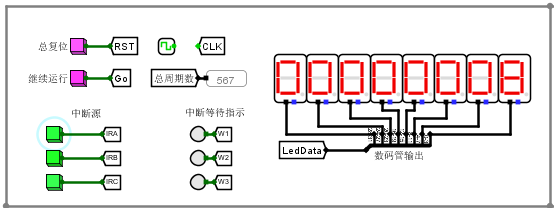 总复位 RST CLK
继续运行 Go 总周期数 567
中断源 中断等待指示
IRA W1
IRB W2
IRC W3
LedData 数码管输出